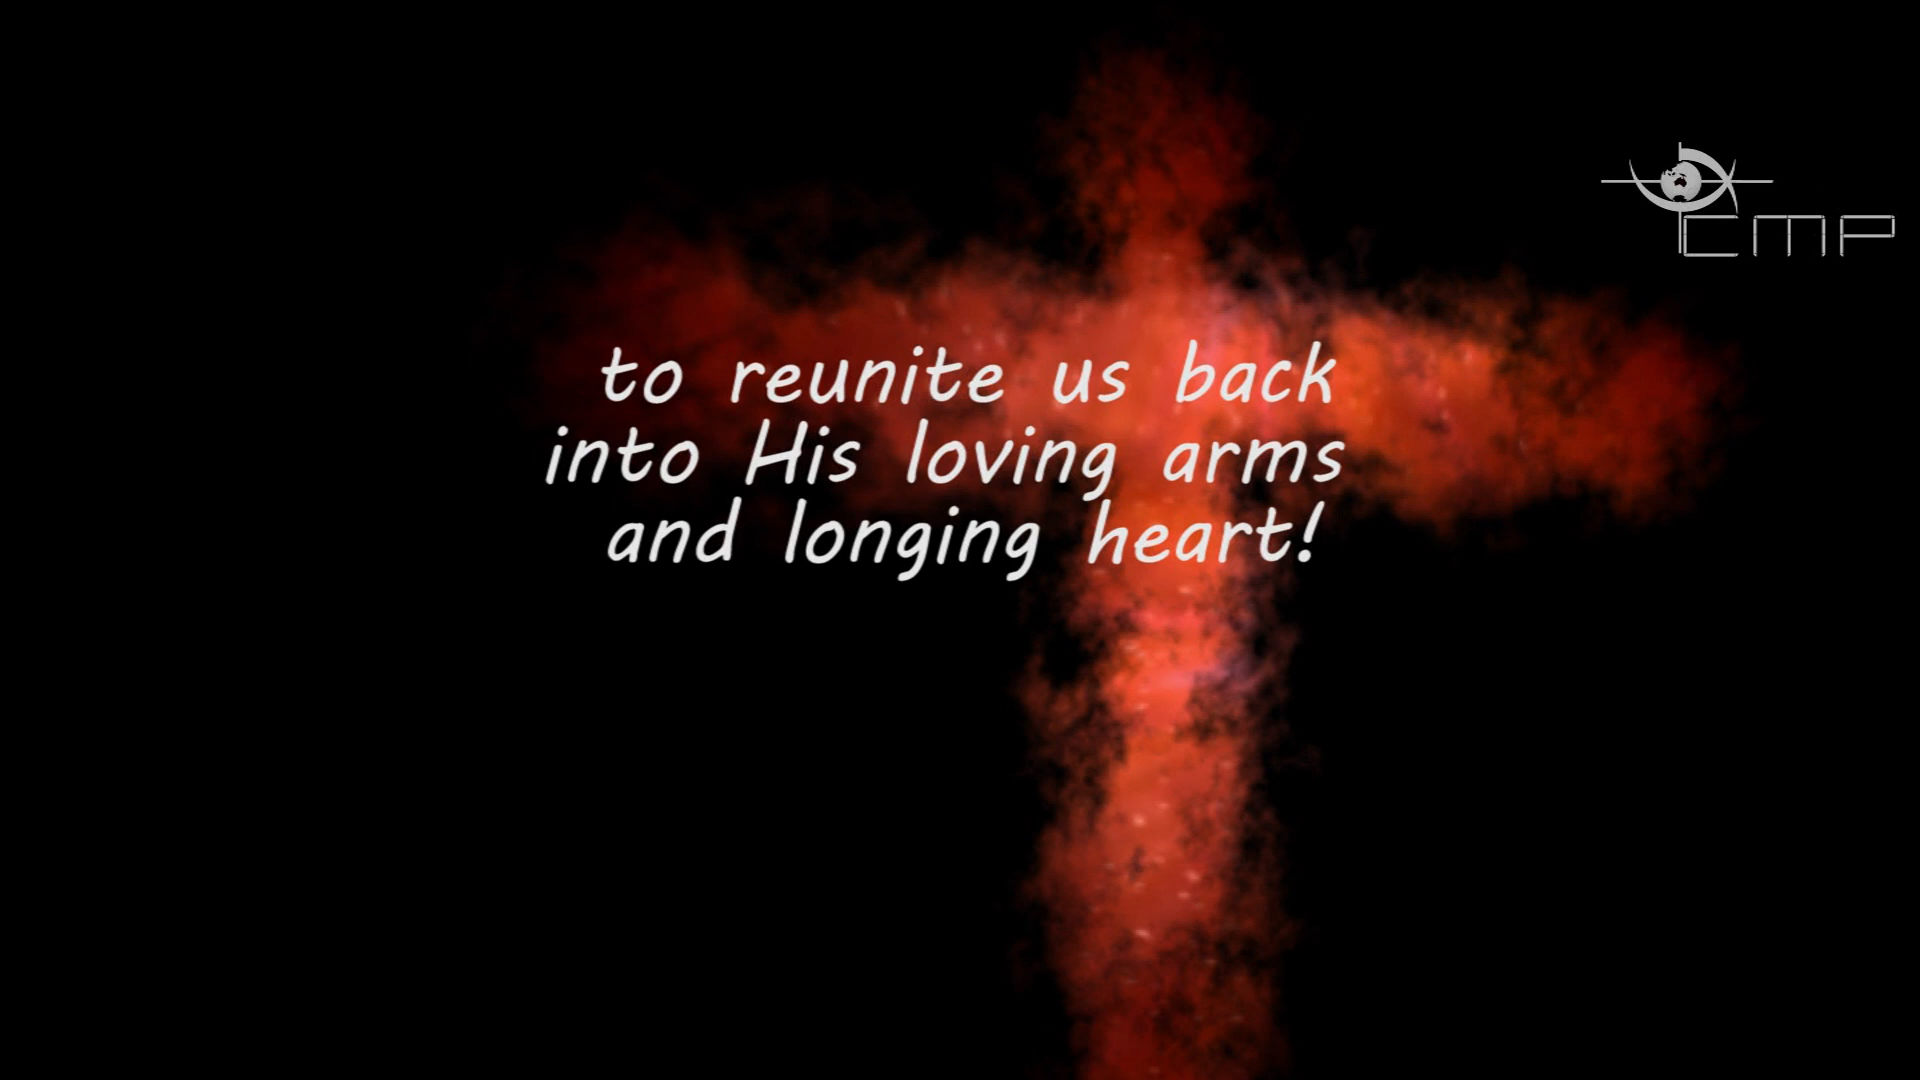 to reunite us back
into His loving arms
and longing heart!
CMP